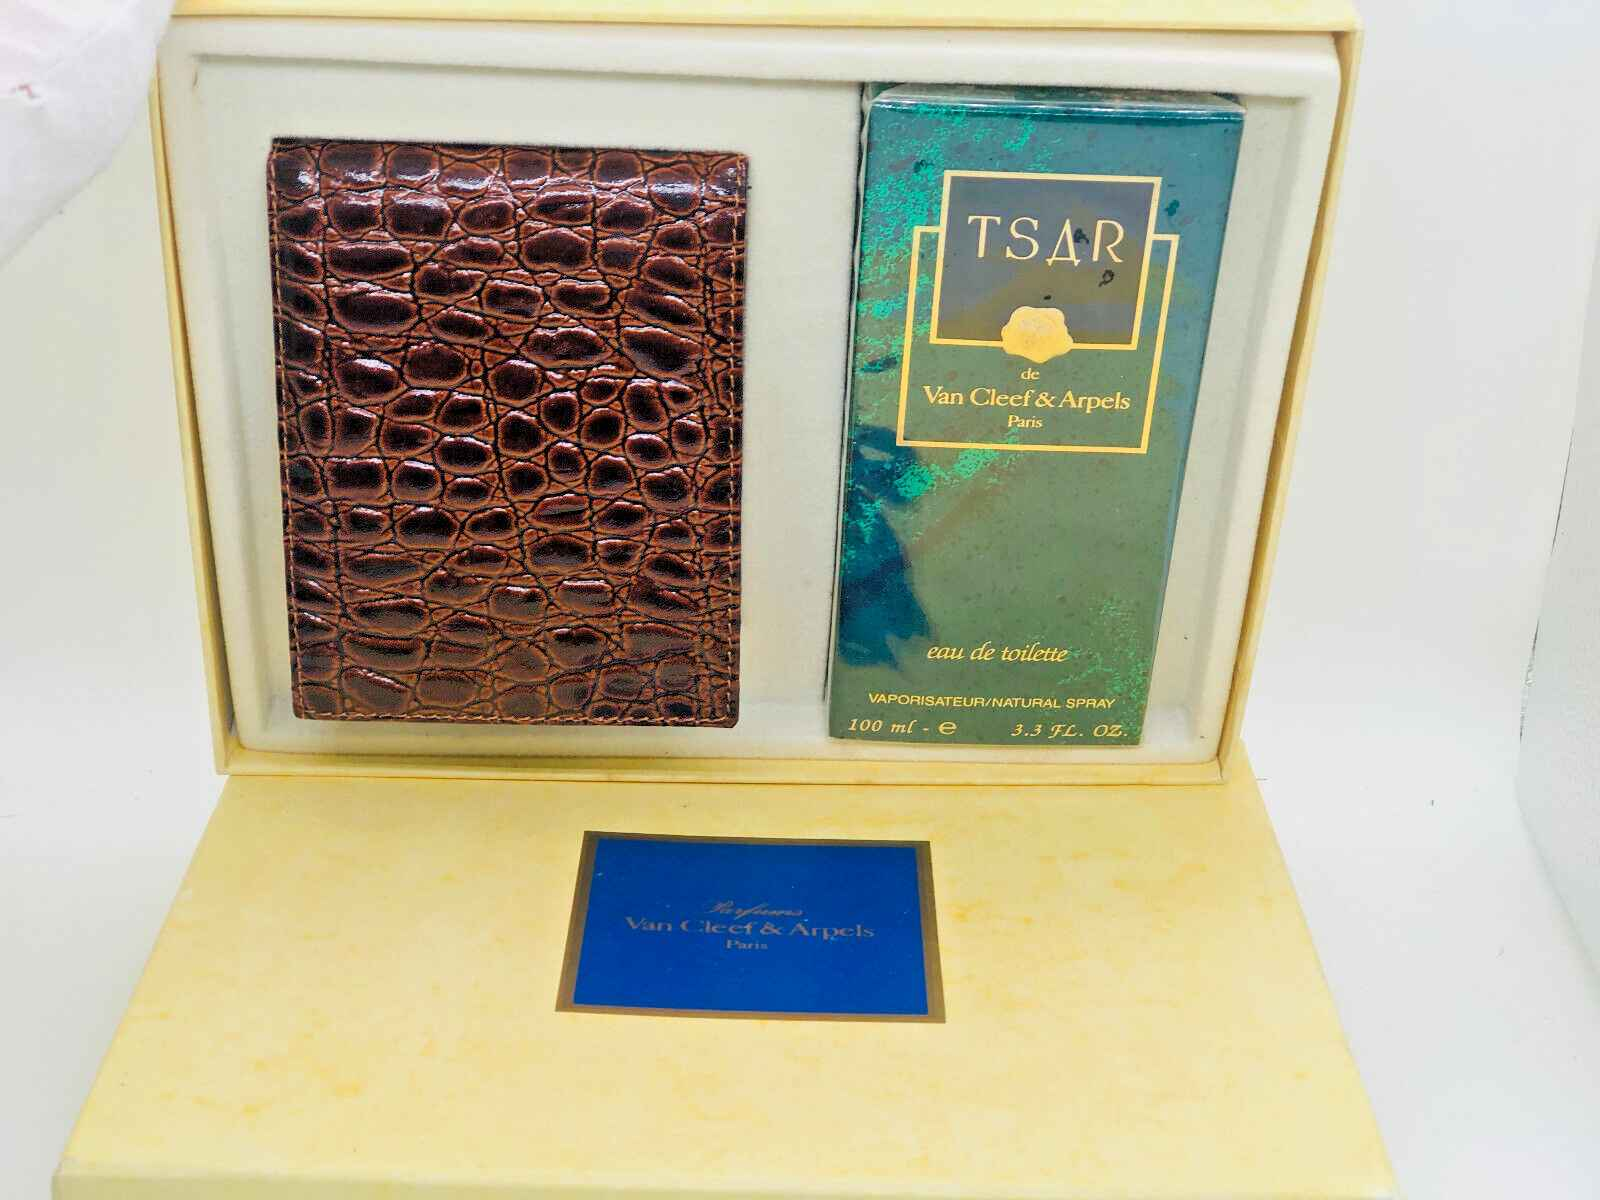 TSAR
de
Van Cleef & Arpels
Paris
eau de toilette
VAPORISATEUR/NATURAL SPRAY
100 ml - e 3.3 FL. OZ.
Parfums
Van Cleef & Arpels
Paris